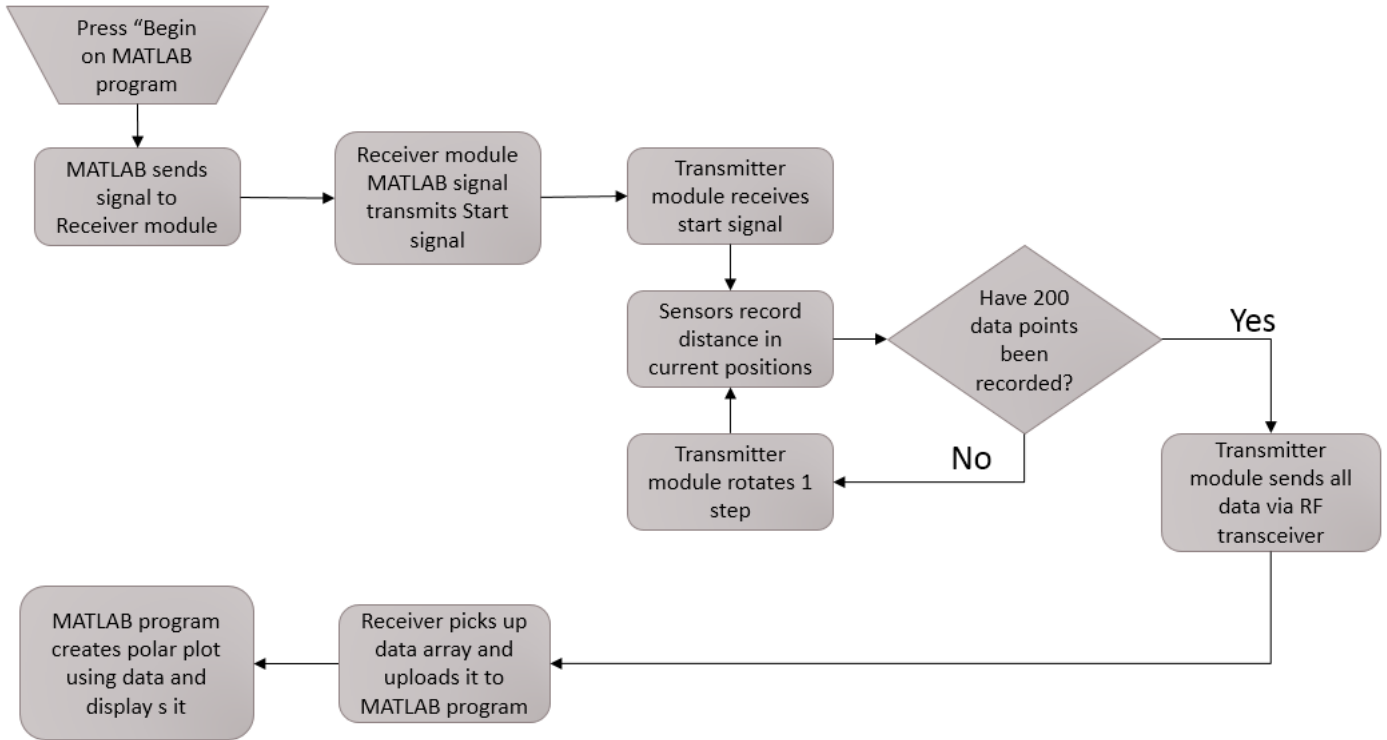 Press “Begin
on MATLAB
program
MATLAB sends
signal to
Receiver module
Receiver module
MATLAB signal
transmits Start
signal
Transmitter
module receives
start signal
Sensors record
distance in
current positions
Have 200
data points
been
recorded?
Yes
No
Transmitter
module rotates 1
step
Transmitter
module sends all
data via RF
transceiver
Receiver picks up
data array and
uploads it to
MATLAB program
MATLAB program
creates polar plot
using data and
display s it